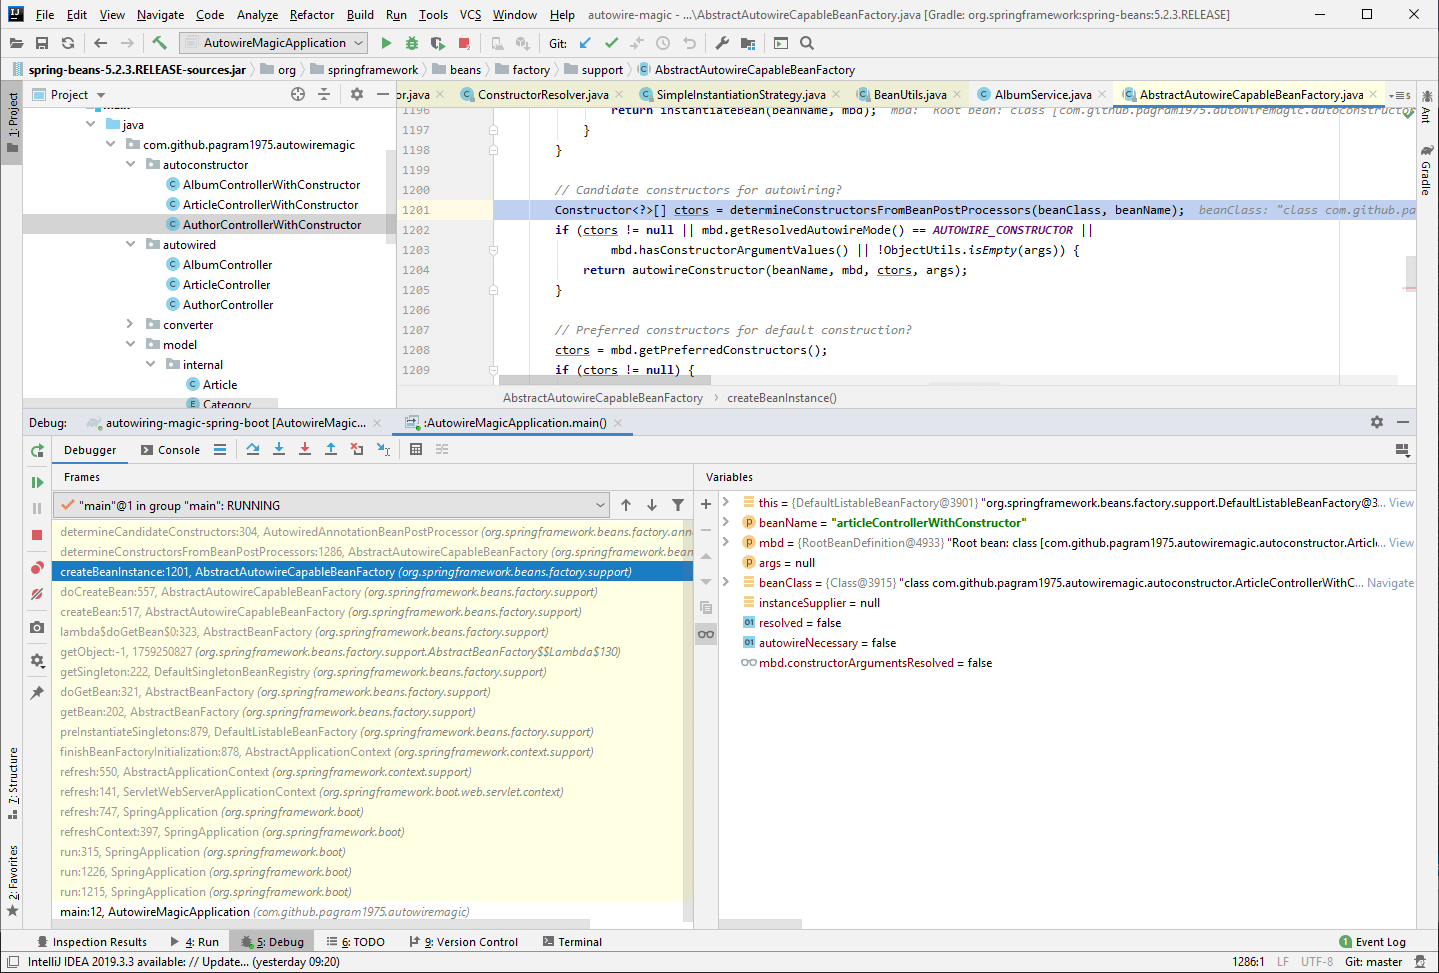 File Edit View Navigate Code Analyze Refactor Build Run Tools VCS Window Help autowire-magic - ...\AbstractAutowireCapableBeanFactory.java [Gradle: org.springframework:spring-beans:5.2.3.RELEASE]
AutowireMagicApplication Git:
spring-beans-5.2.3.RELEASE-sources.jar org springframework beans factory support AbstractAutowireCapableBeanFactory
Project or.java ConstructorResolver.java SimpleInstantiationStrategy.java BeanUtils.java AlbumService.java AbstractAutowireCapableBeanFactory.java
1: Project
Ant
Gradle
main
java
com.github.pagram1975.autowiremagic
autoconstructor
AlbumControllerWithConstructor
ArticleControllerWithConstructor
AuthorControllerWithConstructor
autowired
AlbumController
ArticleController
AuthorController
converter
model
internal
Article
Category
1196 return instantiateBean(beanName, mbd); mbd: "Root bean: class [com.github.pagram1975.autowiremagic.autoconstructor
1197 }
1198 }
1199
1200 // Candidate constructors for autowiring?
1201 Constructor<?>[] ctors = determineConstructorsFromBeanPostProcessors(beanClass, beanName); beanClass: "class com.github.pa
1202 if (ctors != null || mbd.getResolvedAutowireMode() == AUTOWIRE_CONSTRUCTOR ||
1203 mbd.hasConstructorArgumentValues() || !ObjectUtils.isEmpty(args)) {
1204 return autowireConstructor(beanName, mbd, ctors, args);
1205 }
1206
1207 // Preferred constructors for default construction?
1208 ctors = mbd.getPreferredConstructors();
1209 if (ctors != null) {
AbstractAutowireCapableBeanFactory › createBeanInstance()
Debug: autowiring-magic-spring-boot [AutowireMagic... :AutowireMagicApplication.main()
Debugger Console
Frames
"main"@1 in group "main": RUNNING
determineCandidateConstructors:304, AutowiredAnnotationBeanPostProcessor (org.springframework.beans.factory.anno
determineConstructorsFromBeanPostProcessors:1286, AbstractAutowireCapableBeanFactory (org.springframework.bean
createBeanInstance:1201, AbstractAutowireCapableBeanFactory (org.springframework.beans.factory.support)
doCreateBean:557, AbstractAutowireCapableBeanFactory (org.springframework.beans.factory.support)
createBean:517, AbstractAutowireCapableBeanFactory (org.springframework.beans.factory.support)
lambda$doGetBean$0:323, AbstractBeanFactory (org.springframework.beans.factory.support)
getObject:-1, 1759250827 (org.springframework.beans.factory.support.AbstractBeanFactory$$Lambda$130)
getSingleton:222, DefaultSingletonBeanRegistry (org.springframework.beans.factory.support)
doGetBean:321, AbstractBeanFactory (org.springframework.beans.factory.support)
getBean:202, AbstractBeanFactory (org.springframework.beans.factory.support)
preInstantiateSingletons:879, DefaultListableBeanFactory (org.springframework.beans.factory.support)
finishBeanFactoryInitialization:878, AbstractApplicationContext (org.springframework.context.support)
refresh:550, AbstractApplicationContext (org.springframework.context.support)
refresh:141, ServletWebServerApplicationContext (org.springframework.boot.web.servlet.context)
refresh:747, SpringApplication (org.springframework.boot)
refreshContext:397, SpringApplication (org.springframework.boot)
run:315, SpringApplication (org.springframework.boot)
run:1226, SpringApplication (org.springframework.boot)
run:1215, SpringApplication (org.springframework.boot)
main:12, AutowireMagicApplication (com.github.pagram1975.autowiremagic)
Variables
this = {DefaultListableBeanFactory@3901} "org.springframework.beans.factory.support.DefaultListableBeanFactory@3... View
beanName = "articleControllerWithConstructor"
mbd = {RootBeanDefinition@4933} "Root bean: class [com.github.pagram1975.autowiremagic.autoconstructor.Article... View
args = null
beanClass = {Class@3915} "class com.github.pagram1975.autowiremagic.autoconstructor.ArticleControllerWithC... Navigate
instanceSupplier = null
resolved = false
autowireNecessary = false
mbd.constructorArgumentsResolved = false
7: Structure
2: Favorites
Inspection Results 4: Run 5: Debug 6: TODO 9: Version Control Terminal 1 Event Log
IntelliJ IDEA 2019.3.3 available: // Update... (yesterday 09:20) 1286:1 LF UTF-8 Git: master